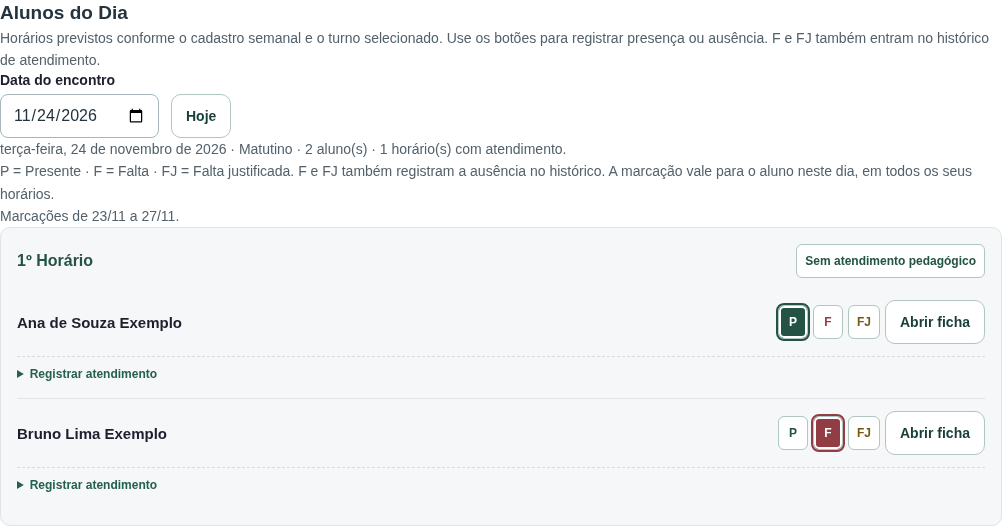 Alunos do Dia
Horários previstos conforme o cadastro semanal e o turno selecionado. Use os botões para registrar presença ou ausência. F e FJ também entram no histórico
de atendimento.
Data do encontro
11/24/2026
Hoje
terça-feira, 24 de novembro de 2026 · Matutino · 2 aluno(s) · 1 horário(s) com atendimento.
P = Presente · F = Falta · FJ = Falta justificada. F e FJ também registram a ausência no histórico. A marcação vale para o aluno neste dia, em todos os seus
horários.
Marcações de 23/11 a 27/11.
1º Horário
Sem atendimento pedagógico
Ana de Souza Exemplo
P F FJ Abrir ficha
Registrar atendimento
Bruno Lima Exemplo
P F FJ Abrir ficha
Registrar atendimento